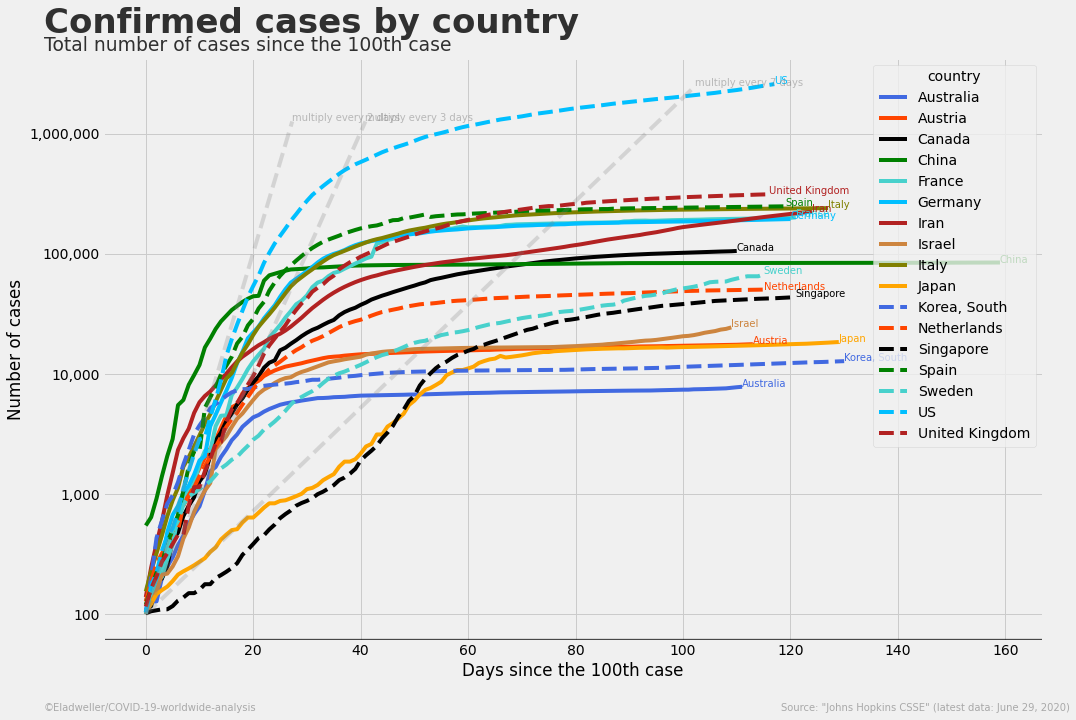 Confirmed cases by country
Total number of cases since the 100th case
Number of cases
1,000,000
100,000
10,000
1,000
100
0 20 40 60 80 100 120 140 160
Days since the 100th case
multiply every 2 days
multiply every 3 days
multiply every 7 days
US
United Kingdom
Spain
Italy
Iran
Germany
Canada
China
Sweden
Netherlands
Singapore
Israel
Austria
Japan
Korea, South
Australia
country
Australia
Austria
Canada
China
France
Germany
Iran
Israel
Italy
Japan
Korea, South
Netherlands
Singapore
Spain
Sweden
US
United Kingdom
©Eladweller/COVID-19-worldwide-analysis
Source: "Johns Hopkins CSSE" (latest data: June 29, 2020)